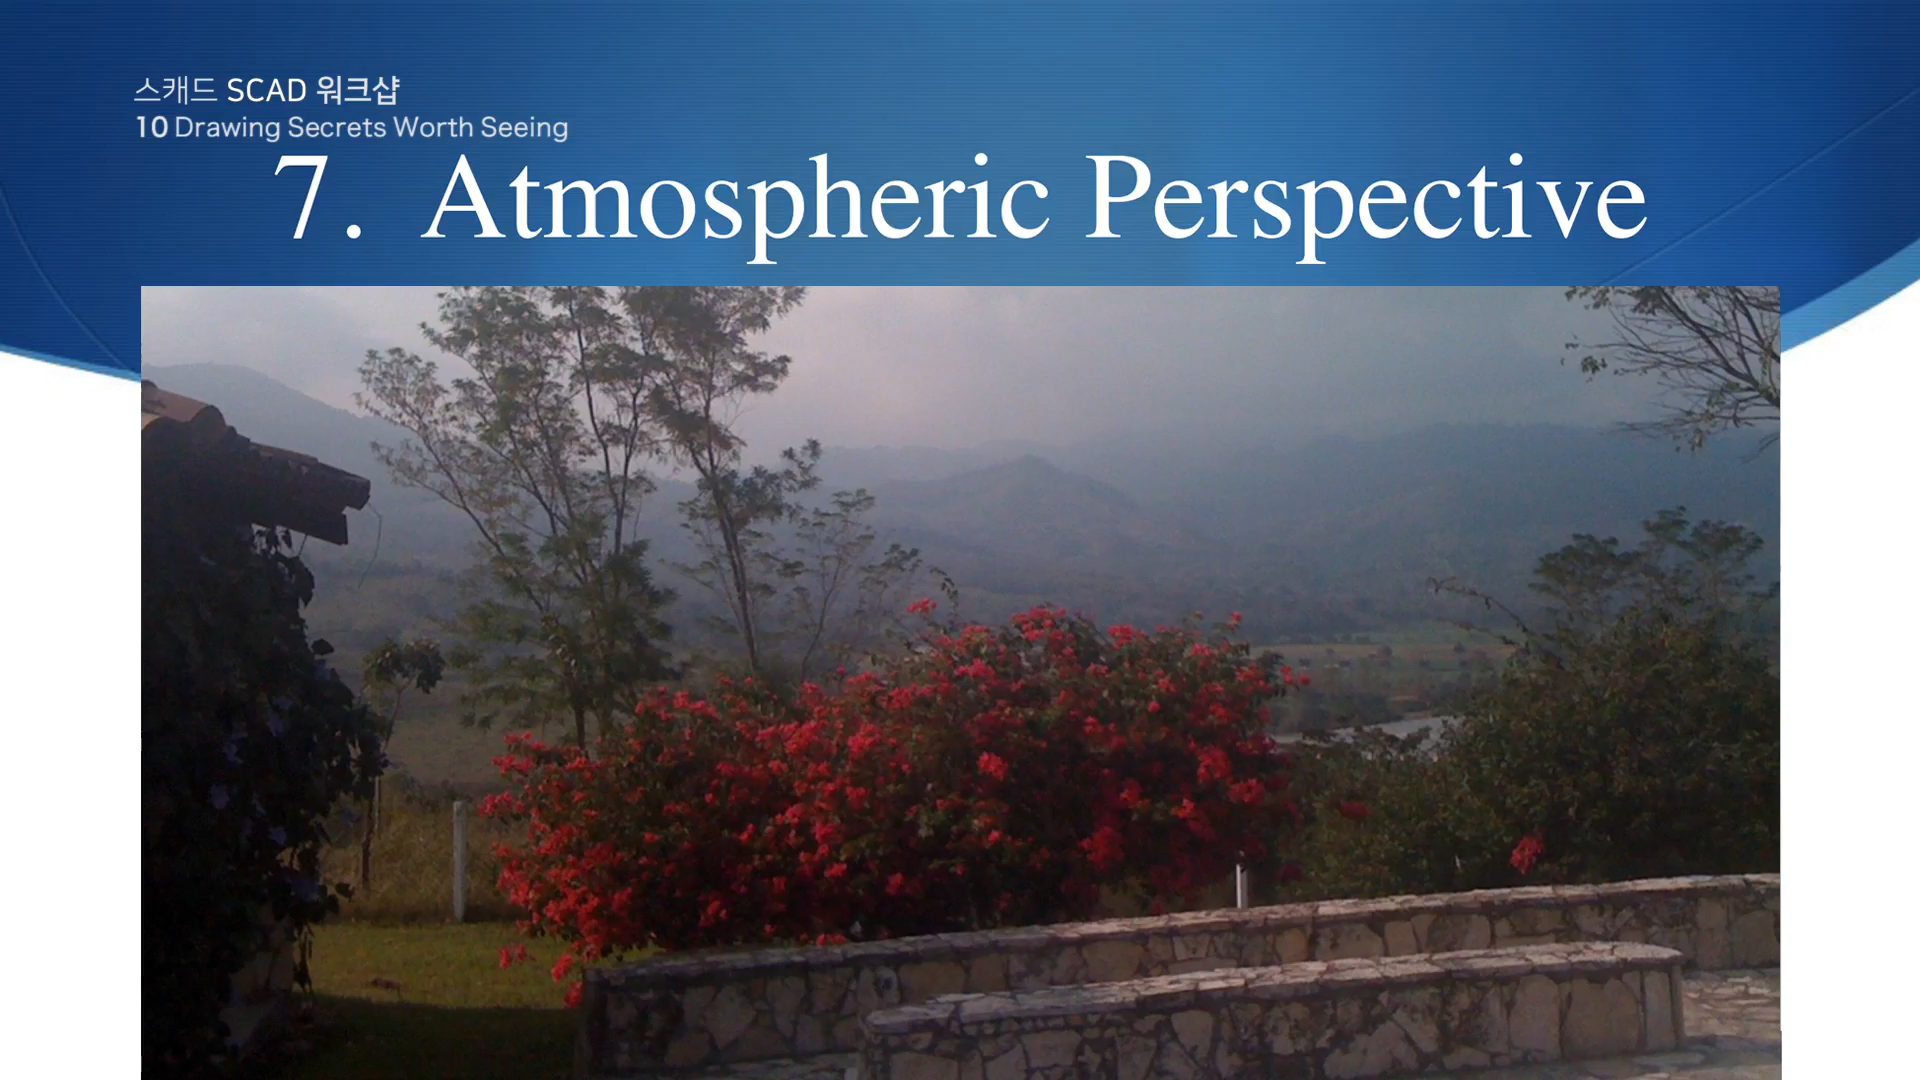 스캐드 SCAD 워크샵
10 Drawing Secrets Worth Seeing
7. Atmospheric Perspective